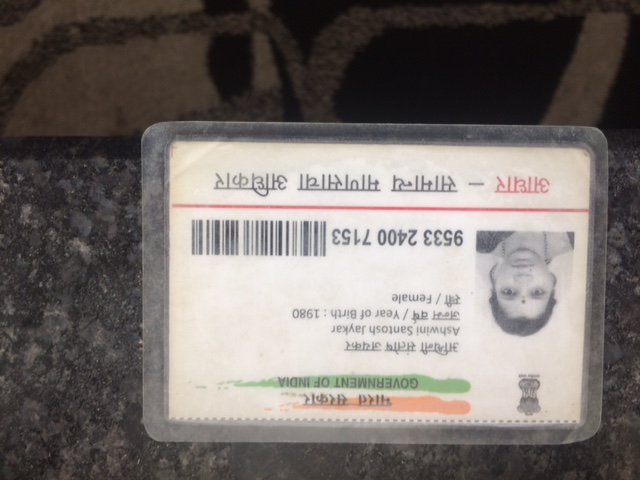 भारत सरकार
GOVERNMENT OF INDIA
अश्विनी संतोष जयकर
Ashwini Santosh Jaykar
जन्म वर्ष / Year of Birth : 1980
स्त्री / Female
9533 2400 7153
आधार – सामान्य माणसाचा अधिकार